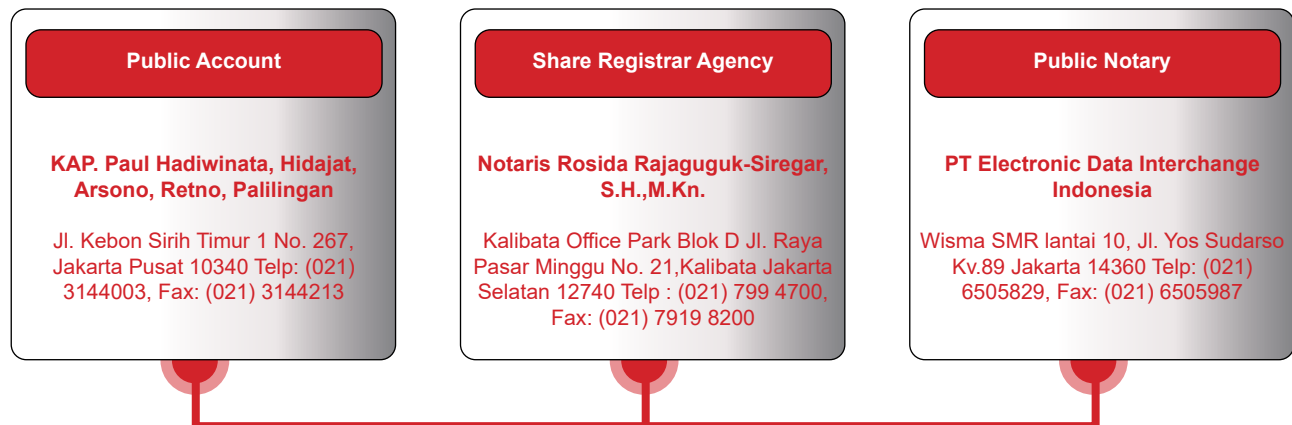 Public Account
KAP. Paul Hadiwinata, Hidajat,
Arsono, Retno, Palilingan
Jl. Kebon Sirih Timur 1 No. 267,
Jakarta Pusat 10340 Telp: (021)
3144003, Fax: (021) 3144213
Share Registrar Agency
Notaris Rosida Rajaguguk-Siregar,
S.H.,M.Kn.
Kalibata Office Park Blok D Jl. Raya
Pasar Minggu No. 21,Kalibata Jakarta
Selatan 12740 Telp : (021) 799 4700,
Fax: (021) 7919 8200
Public Notary
PT Electronic Data Interchange
Indonesia
Wisma SMR lantai 10, Jl. Yos Sudarso
Kv.89 Jakarta 14360 Telp: (021)
6505829, Fax: (021) 6505987